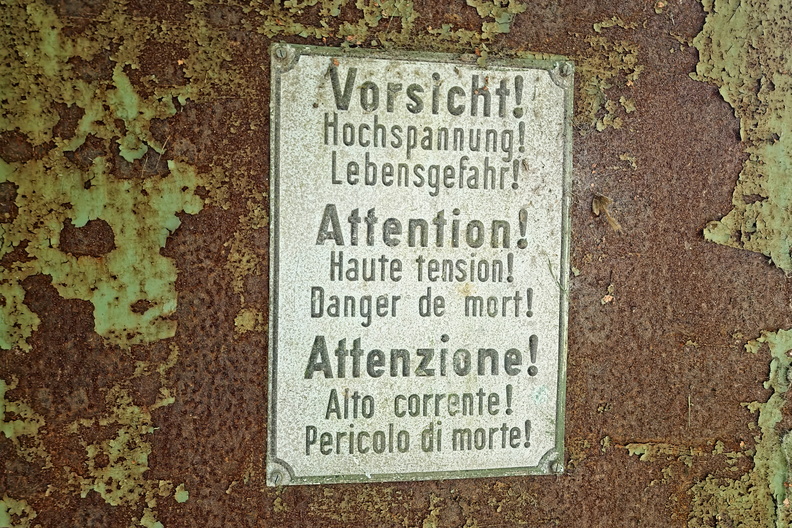 Vorsicht!
Hochspannung!
Lebensgefahr!
Attention!
Haute tension!
Danger de mort!
Attenzione!
Alto corrente!
Pericolo di morte!